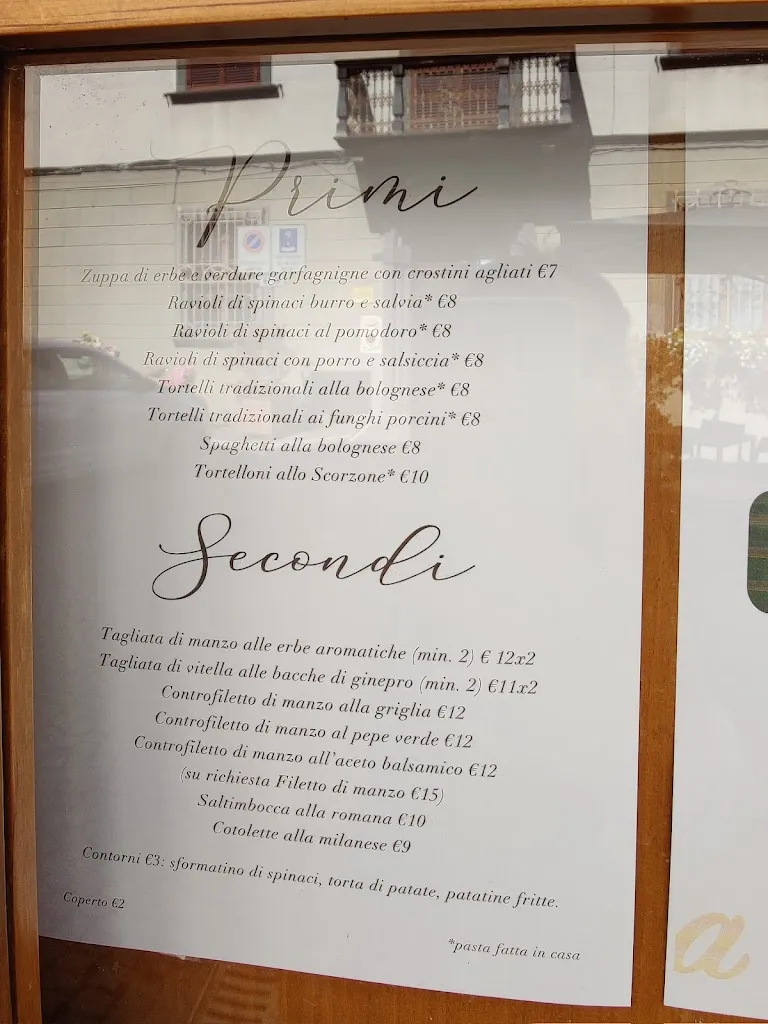 Primi
Zuppa di erbe e verdure garfagnigne con crostini agliati €7
Ravioli di spinaci burro e salvia* €8
Ravioli di spinaci al pomodoro* €8
Ravioli di spinaci con porro e salsiccia* €8
Tortelli tradizionali alla bolognese* €8
Tortelli tradizionali ai funghi porcini* €8
Spaghetti alla bolognese €8
Tortelloni allo Scorzone* €10
Secondi
Tagliata di manzo alle erbe aromatiche (min. 2) € 12x2
Tagliata di vitella alle bacche di ginepro (min. 2) €11x2
Controfiletto di manzo alla griglia €12
Controfiletto di manzo al pepe verde €12
Controfiletto di manzo all'aceto balsamico €12
(su richiesta Filetto di manzo €15)
Saltimbocca alla romana €10
Cotolette alla milanese €9
Contorni €3: sformatino di spinaci, torta di patate, patatine fritte.
Coperto €2
*pasta fatta in casa
a